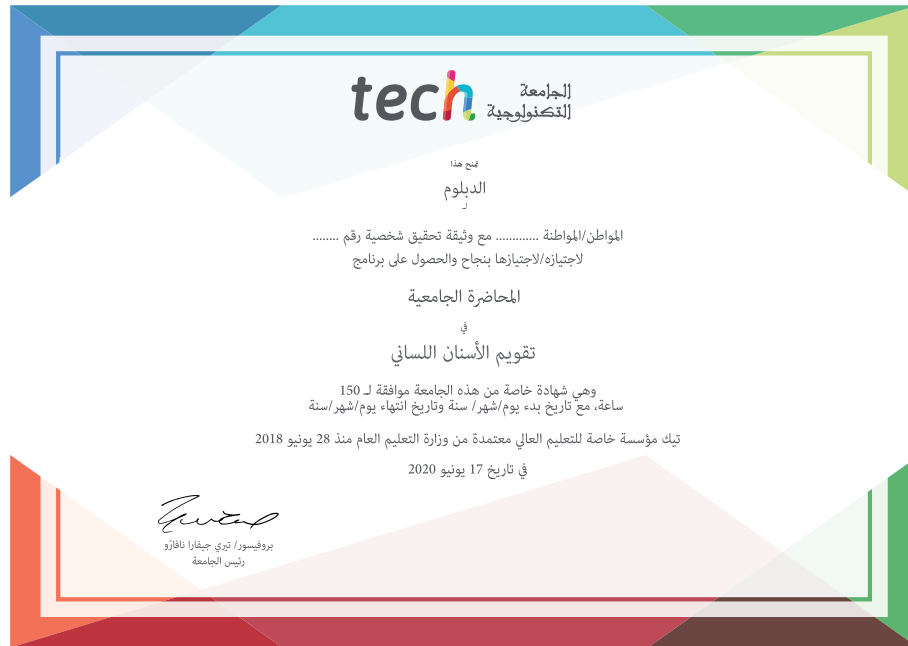 tech الجامعة
التكنولوجية
تمنح هذا
الدبلوم
لـ
المواطن/المواطنة ............. مع وثيقة تحقيق شخصية رقم ........
لاجتيازه/لاجتيازها بنجاح والحصول على برنامج
المحاضرة الجامعية
في
تقويم الأسنان اللساني
وهي شهادة خاصة من هذه الجامعة موافقة لـ 150
ساعة، مع تاريخ بدء يوم/شهر/ سنة وتاريخ انتهاء يوم/شهر/سنة
تيك مؤسسة خاصة للتعليم العالي معتمدة من وزارة التعليم العام منذ 28 يونيو 2018
في تاريخ 17 يونيو 2020
بروفيسور/ تيري جيفارا نافارّو
رئيس الجامعة